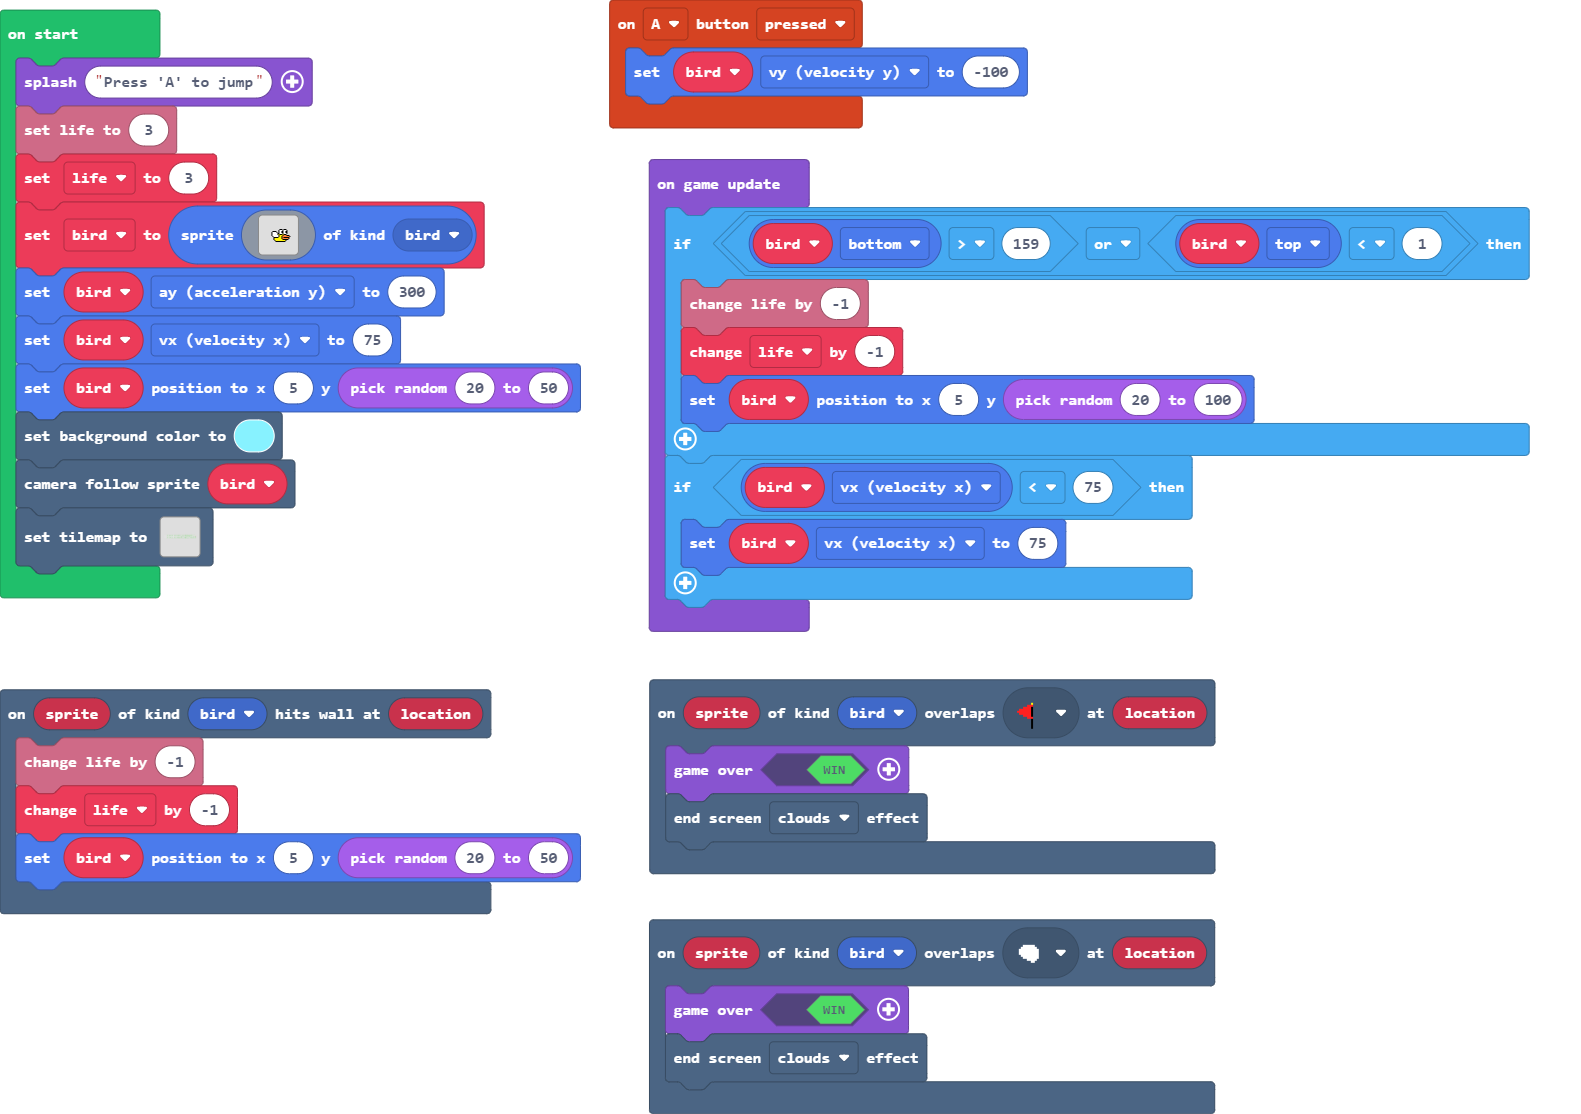 on start
splash "Press 'A' to jump"
set life to 3
set life to 3
set bird to sprite of kind bird
set bird ay (acceleration y) to 300
set bird vx (velocity x) to 75
set bird position to x 5 y pick random 20 to 50
set background color to
camera follow sprite bird
set tilemap to
on A button pressed
set bird vy (velocity y) to -100
on game update
if bird bottom > 159 or bird top < 1 then
change life by -1
change life by -1
set bird position to x 5 y pick random 20 to 100
if bird vx (velocity x) < 75 then
set bird vx (velocity x) to 75
on sprite of kind bird hits wall at location
change life by -1
change life by -1
set bird position to x 5 y pick random 20 to 50
on sprite of kind bird overlaps at location
game over WIN
end screen clouds effect
on sprite of kind bird overlaps at location
game over WIN
end screen clouds effect